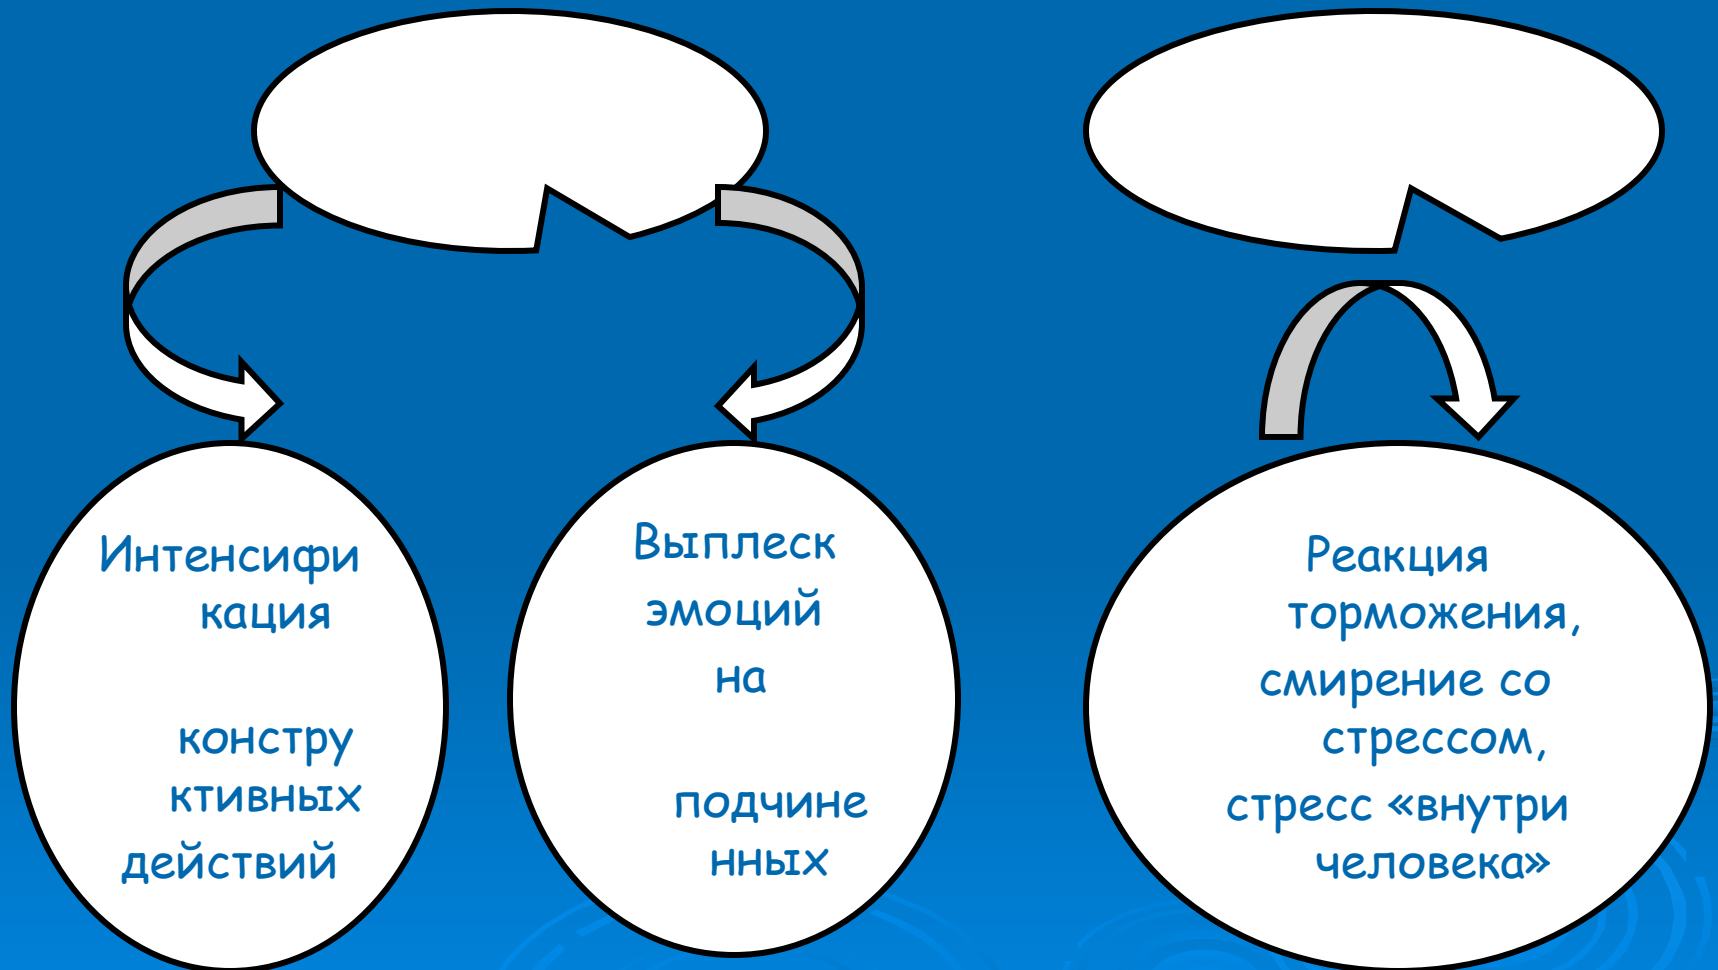 Интенсифи
кация
констру
ктивных
действий
Выплеск
эмоций
на
подчине
нных
Реакция
торможения,
смирение со
стрессом,
стресс «внутри
человека»